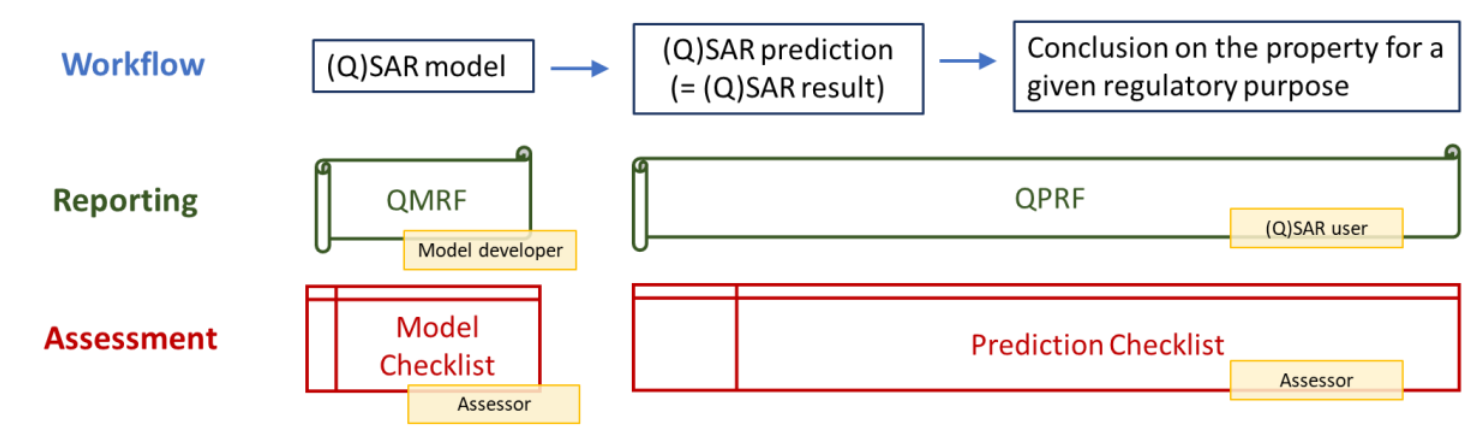 Workflow
(Q)SAR model
(Q)SAR prediction
(= (Q)SAR result)
Conclusion on the property for a
given regulatory purpose
Reporting
QMRF
Model developer
QPRF
(Q)SAR user
Assessment
Model
Checklist
Assessor
Prediction Checklist
Assessor